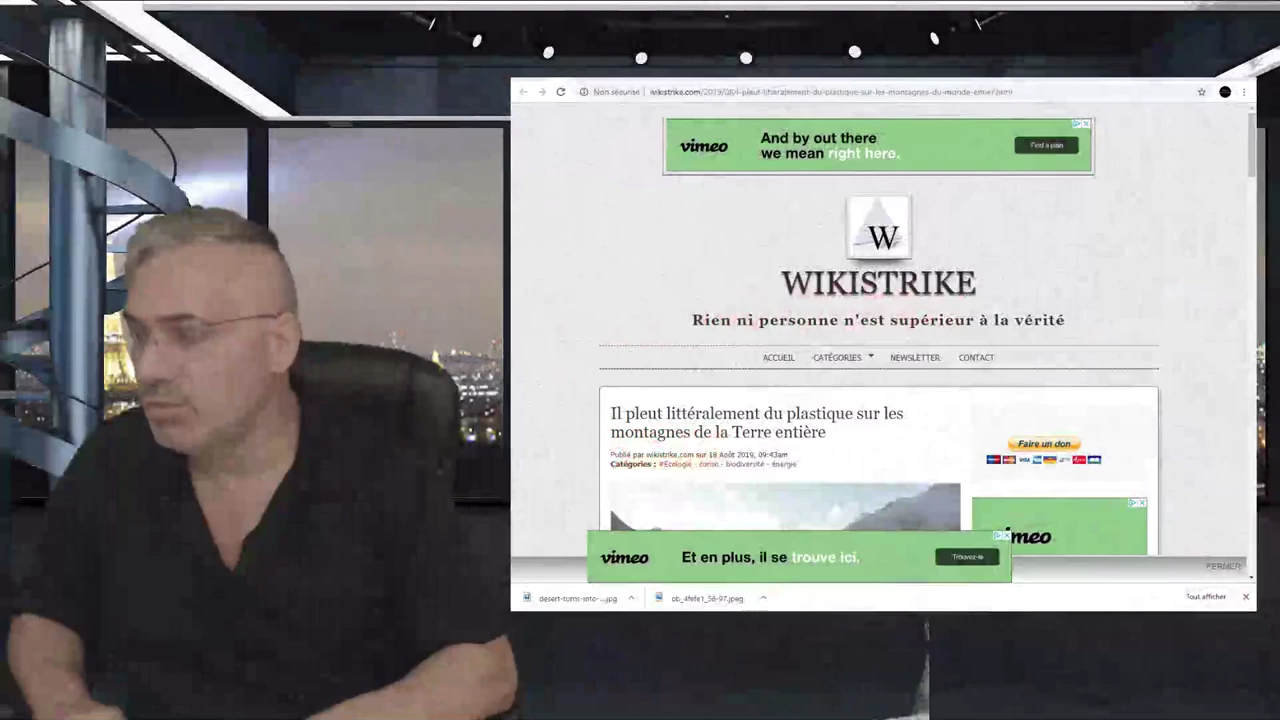 Non sécurisé
wikistrike.com/2019/08/il-pleut-litteralement-du-plastique-sur-les-montagnes-du-monde-entier.html
vimeo
And by out there
we mean right here.
Find a plan
W
WIKISTRIKE
Rien ni personne n'est supérieur à la vérité
ACCUEIL CATÉGORIES NEWSLETTER CONTACT
Il pleut littéralement du plastique sur les
montagnes de la Terre entière
Publié par wikistrike.com sur 18 Août 2019, 09:43am
Catégories : #Ecologie - conso - biodiversité - énergie
Faire un don
vimeo
vimeo
Et en plus, il se trouve ici.
Trouvez-le
FERMER
desert-turns-into-....jpg
ob_4fefe1_56-97.jpeg
Tout afficher